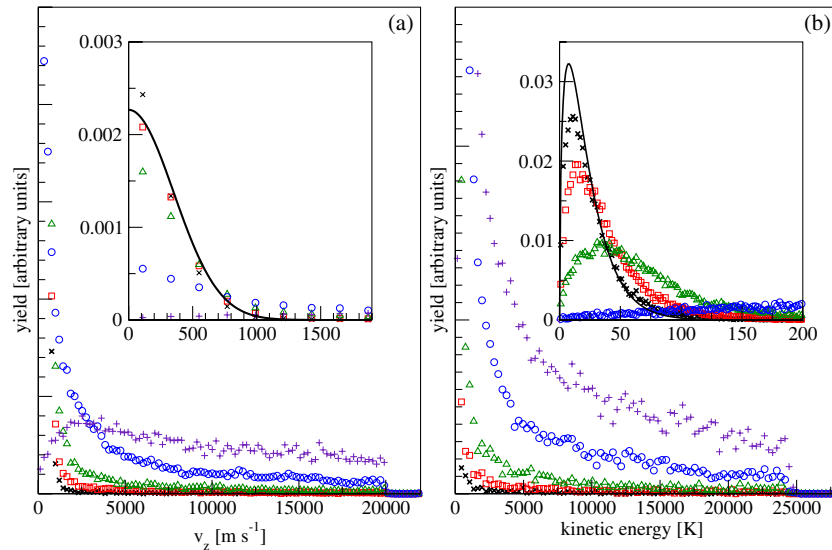 (a)
(b)
yield [arbitrary units]
0.003
0.002
0.001
0
0 500 1000 1500
0 5000 10000 15000 20000
v_z [m s⁻¹]
yield [arbitrary units]
0.03
0.02
0.01
0
0 50 100 150 200
0 5000 10000 15000 20000 25000
kinetic energy [K]